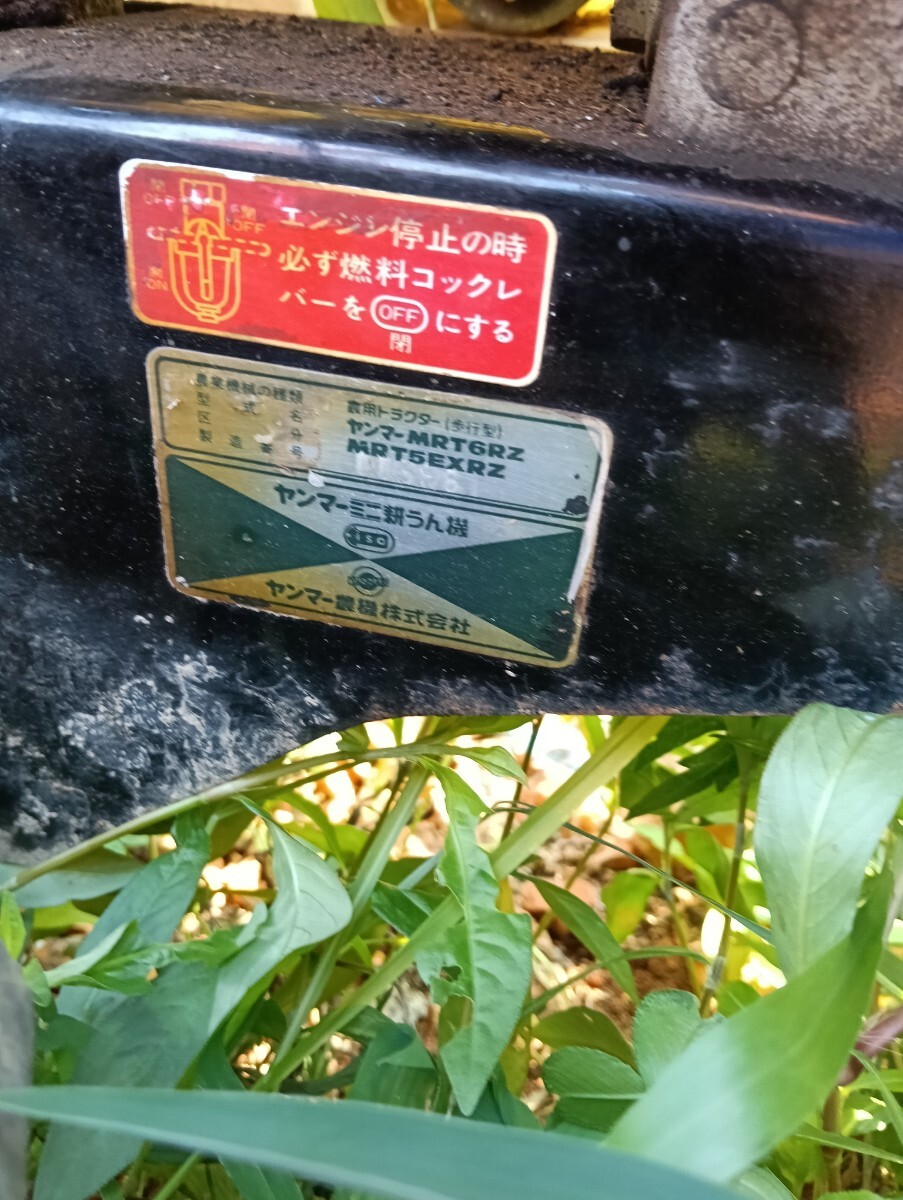 閉 OFF
OFF
ON
エンジン停止の時
必ず燃料コックレ
バーを OFF にする
閉
農業機械の種類 農用トラクター(歩行型)
型式名 ヤンマーMRT6RZ
区分 MRT5EXRZ
製造番号
ヤンマーミニ耕うん機
ヤンマー農機株式会社